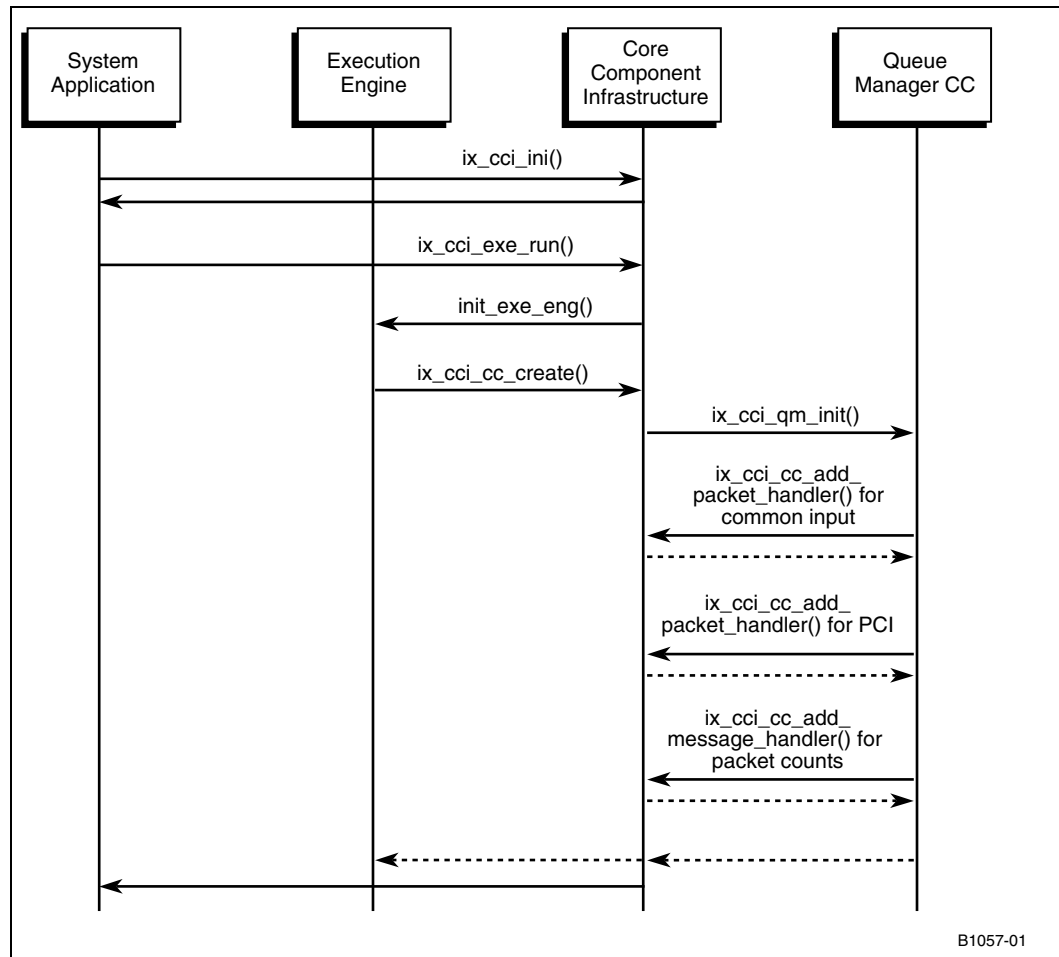 System
Application
Execution
Engine
Core
Component
Infrastructure
Queue
Manager CC
ix_cci_ini()
ix_cci_exe_run()
init_exe_eng()
ix_cci_cc_create()
ix_cci_qm_init()
ix_cci_cc_add_
packet_handler() for
common input
ix_cci_cc_add_
packet_handler() for PCI
ix_cci_cc_add_
message_handler() for
packet counts
B1057-01